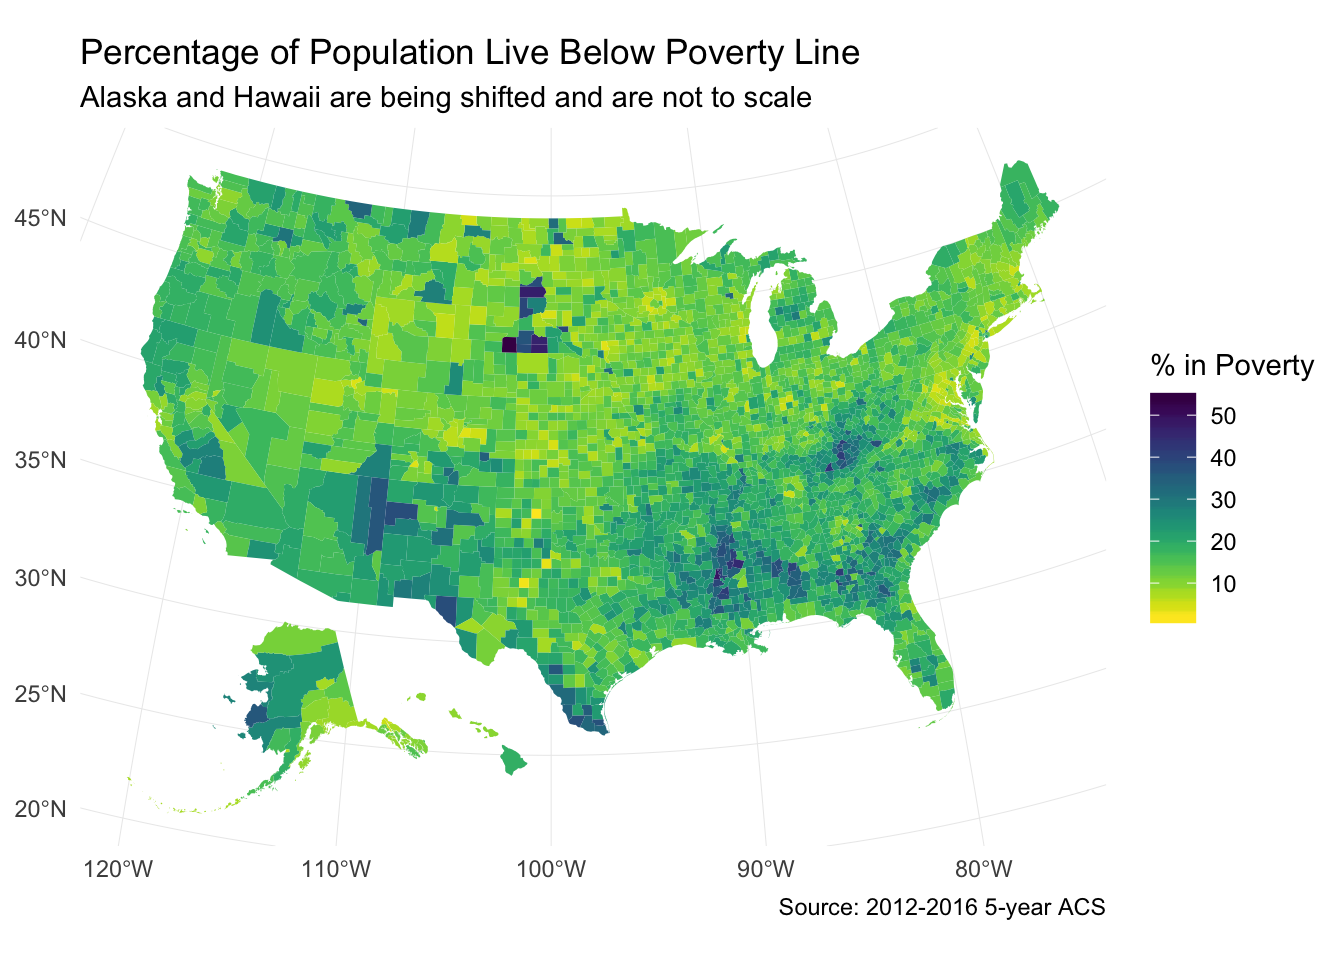 Percentage of Population Live Below Poverty Line
Alaska and Hawaii are being shifted and are not to scale
45°N
40°N
35°N
30°N
25°N
20°N
120°W
110°W
100°W
90°W
80°W
% in Poverty
50
40
30
20
10
Source: 2012-2016 5-year ACS